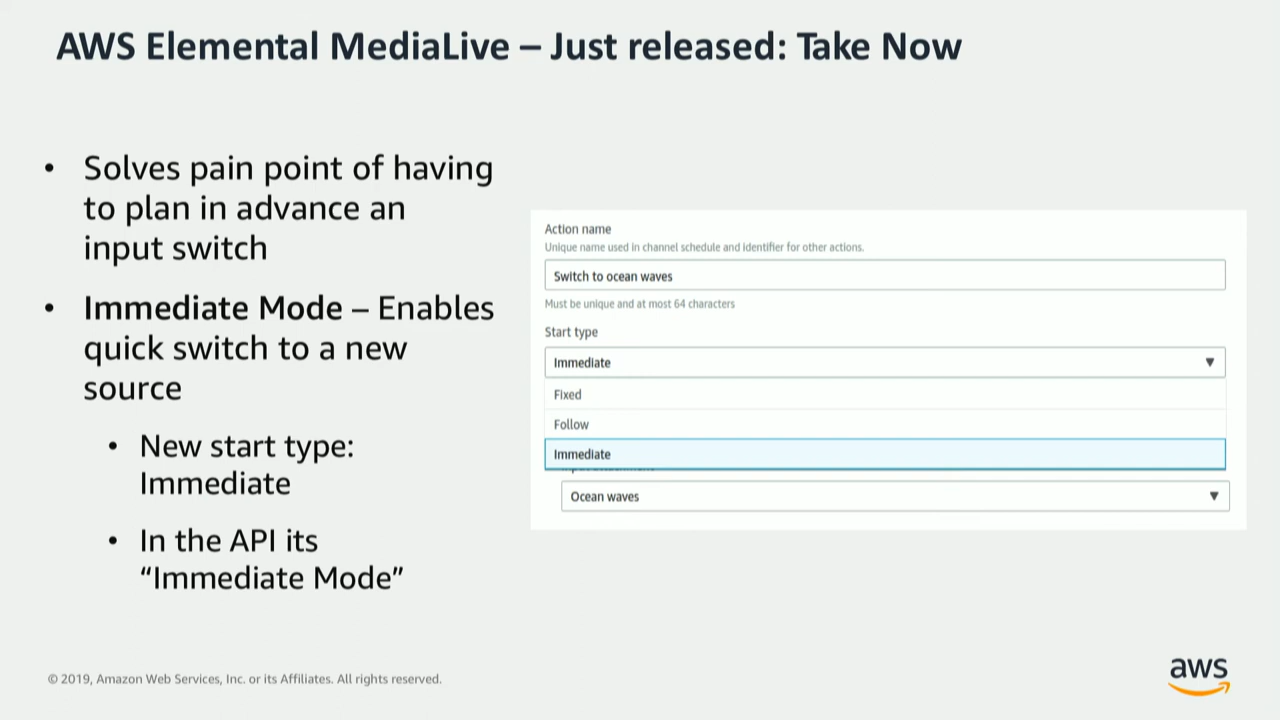 AWS Elemental MediaLive – Just released: Take Now
• Solves pain point of having
to plan in advance an
input switch
• Immediate Mode – Enables
quick switch to a new
source
• New start type:
Immediate
• In the API its
“Immediate Mode”
Action name
Unique name used in channel schedule and identifier for other actions.
Switch to ocean waves
Must be unique and at most 64 characters
Start type
Immediate
Fixed
Follow
Immediate
Ocean waves
© 2019, Amazon Web Services, Inc. or its Affiliates. All rights reserved.
aws